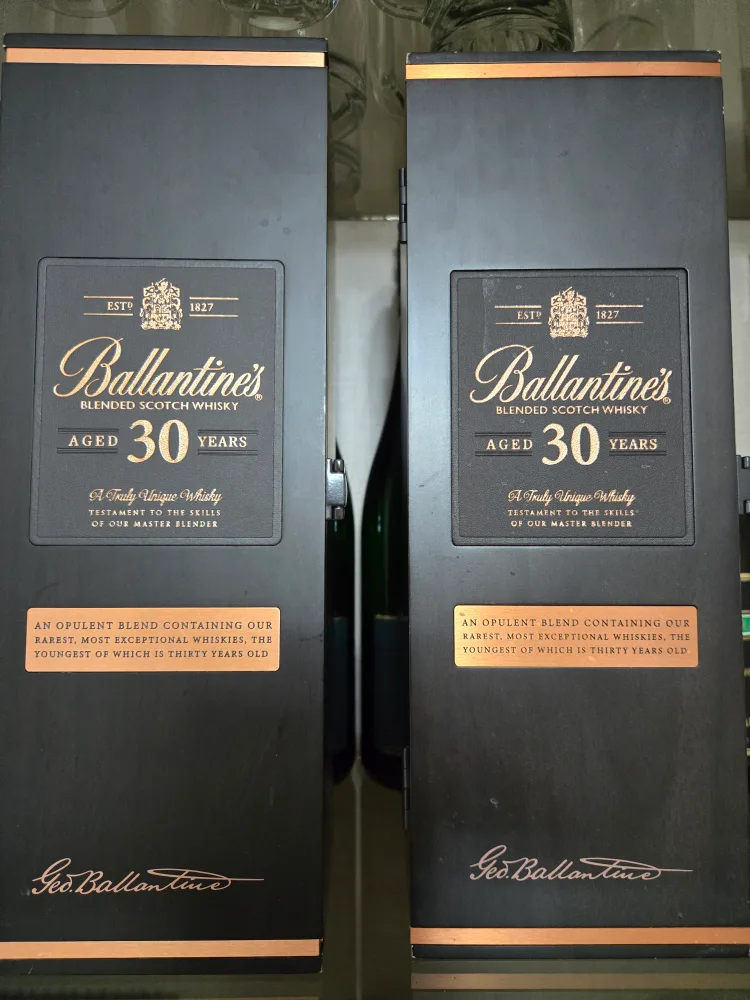 ESTD 1827
Ballantine's®
BLENDED SCOTCH WHISKY
AGED 30 YEARS
A Truly Unique Whisky
TESTAMENT TO THE SKILLS
OF OUR MASTER BLENDER
AN OPULENT BLEND CONTAINING OUR
RAREST, MOST EXCEPTIONAL WHISKIES, THE
YOUNGEST OF WHICH IS THIRTY YEARS OLD
Geo. Ballantine
ESTD 1827
Ballantine's®
BLENDED SCOTCH WHISKY
AGED 30 YEARS
A Truly Unique Whisky
TESTAMENT TO THE SKILLS
OF OUR MASTER BLENDER
AN OPULENT BLEND CONTAINING OUR
RAREST, MOST EXCEPTIONAL WHISKIES, THE
YOUNGEST OF WHICH IS THIRTY YEARS OLD
Geo. Ballantine